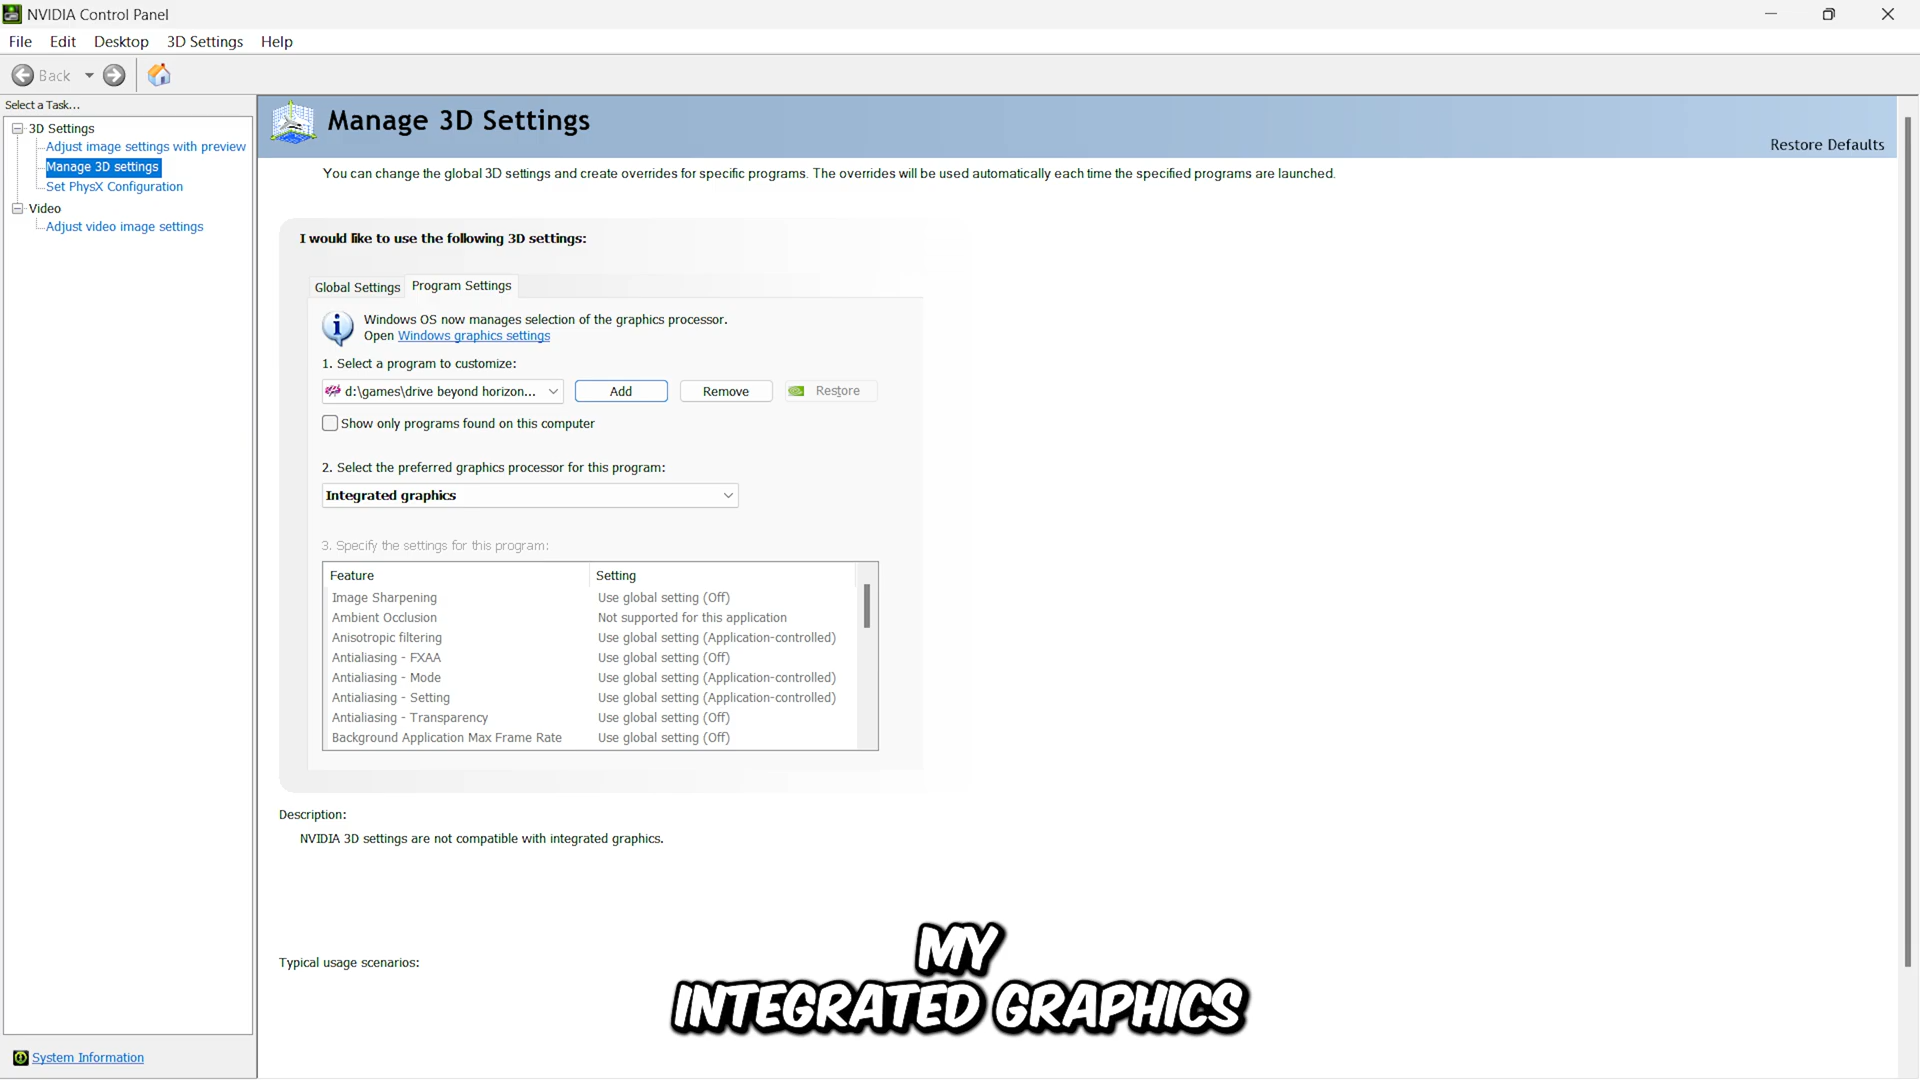 NVIDIA Control Panel
File Edit Desktop 3D Settings Help
Back
Select a Task...
3D Settings
Adjust image settings with preview
Manage 3D settings
Set PhysX Configuration
Video
Adjust video image settings
System Information
Manage 3D Settings
Restore Defaults
You can change the global 3D settings and create overrides for specific programs. The overrides will be used automatically each time the specified programs are launched.
I would like to use the following 3D settings:
Global Settings Program Settings
Windows OS now manages selection of the graphics processor.
Open Windows graphics settings
1. Select a program to customize:
d:\games\drive beyond horizon... Add Remove Restore
Show only programs found on this computer
2. Select the preferred graphics processor for this program:
Integrated graphics
3. Specify the settings for this program:
Feature Setting
Image Sharpening Use global setting (Off)
Ambient Occlusion Not supported for this application
Anisotropic filtering Use global setting (Application-controlled)
Antialiasing - FXAA Use global setting (Off)
Antialiasing - Mode Use global setting (Application-controlled)
Antialiasing - Setting Use global setting (Application-controlled)
Antialiasing - Transparency Use global setting (Off)
Background Application Max Frame Rate Use global setting (Off)
Description:
NVIDIA 3D settings are not compatible with integrated graphics.
Typical usage scenarios:
MY
INTEGRATED GRAPHICS